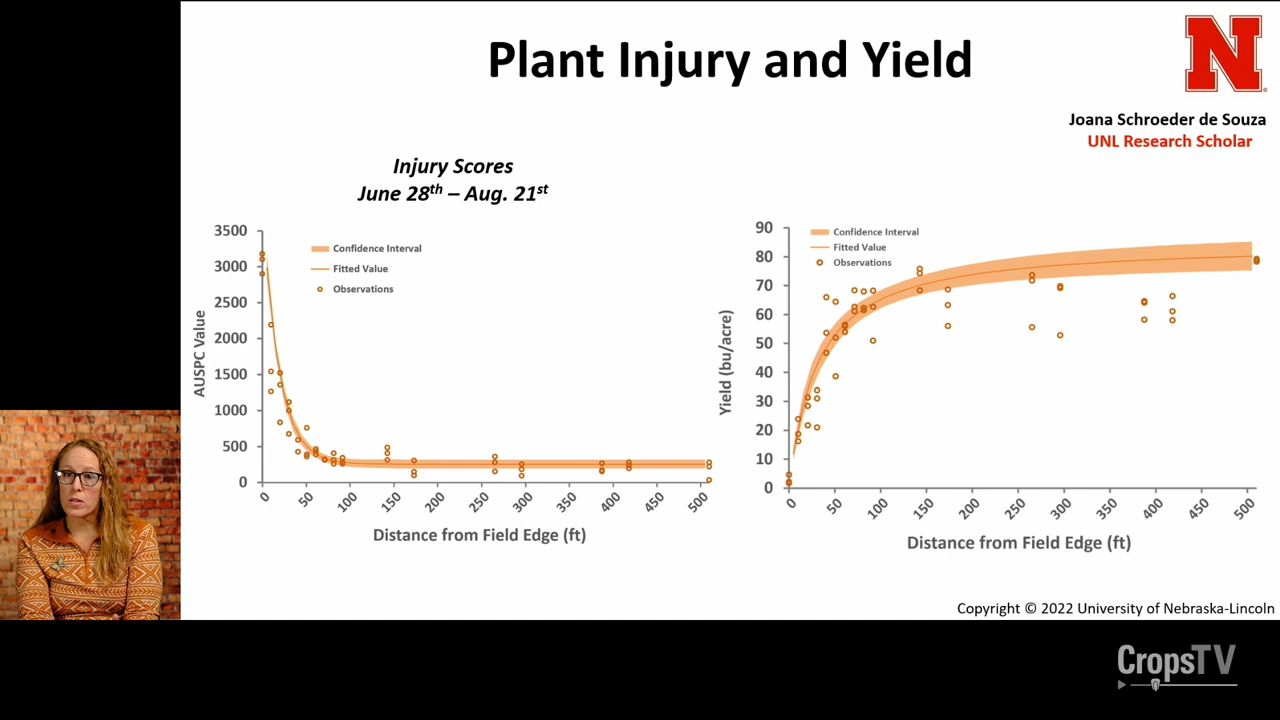 Plant Injury and Yield
N
Joana Schroeder de Souza
UNL Research Scholar
Injury Scores
June 28th – Aug. 21st
3500
3000
2500
2000
1500
1000
500
0
AUSPC Value
Confidence Interval
Fitted Value
Observations
0
50
100
150
200
250
300
350
400
450
500
Distance from Field Edge (ft)
90
80
70
60
50
40
30
20
10
0
Yield (bu/acre)
Confidence Interval
Fitted Value
Observations
0
50
100
150
200
250
300
350
400
450
500
Distance from Field Edge (ft)
Copyright © 2022 University of Nebraska-Lincoln
CropsTV